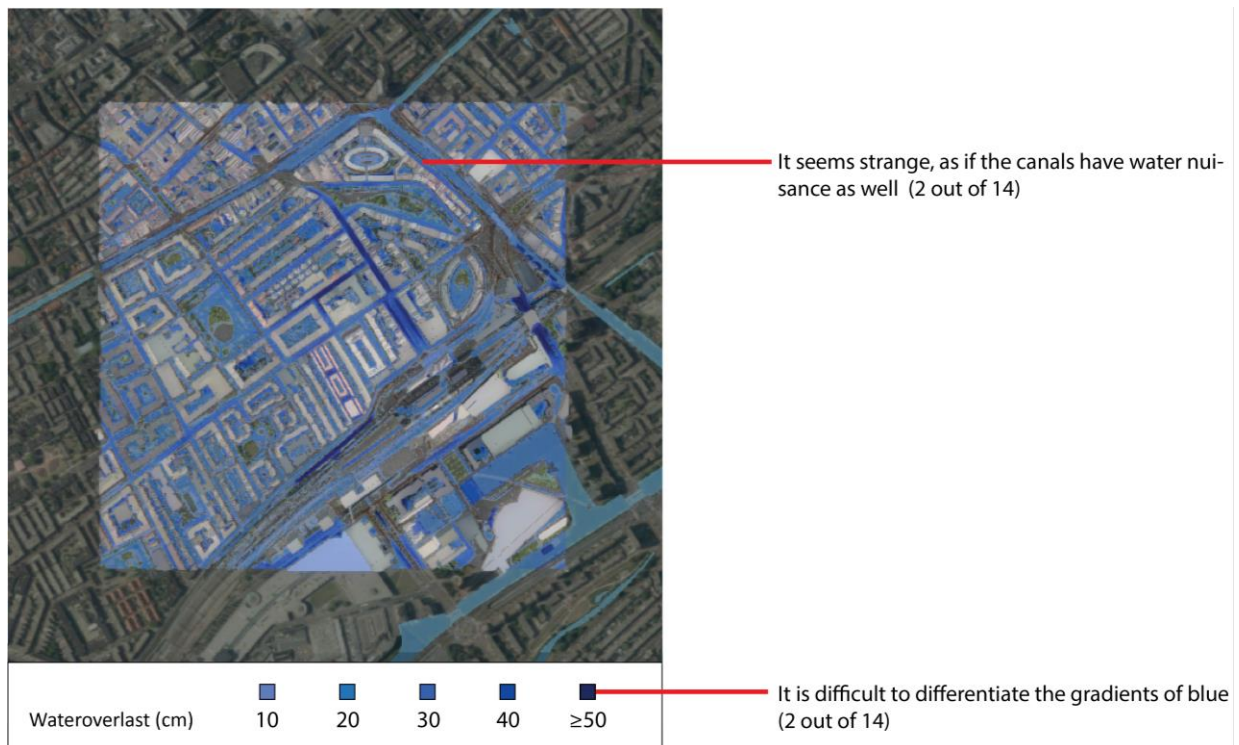 It seems strange, as if the canals have water nui-
sance as well (2 out of 14)
Wateroverlast (cm) 10 20 30 40 ≥50
It is difficult to differentiate the gradients of blue
(2 out of 14)